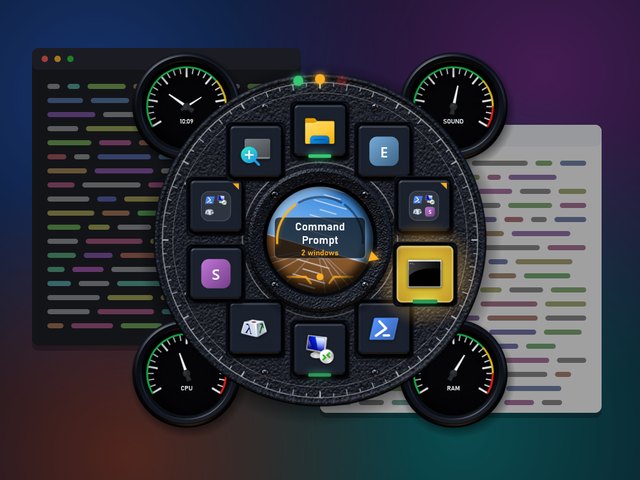 10:09
SOUND
E
Command
Prompt
2 windows
S
S
CPU
RAM